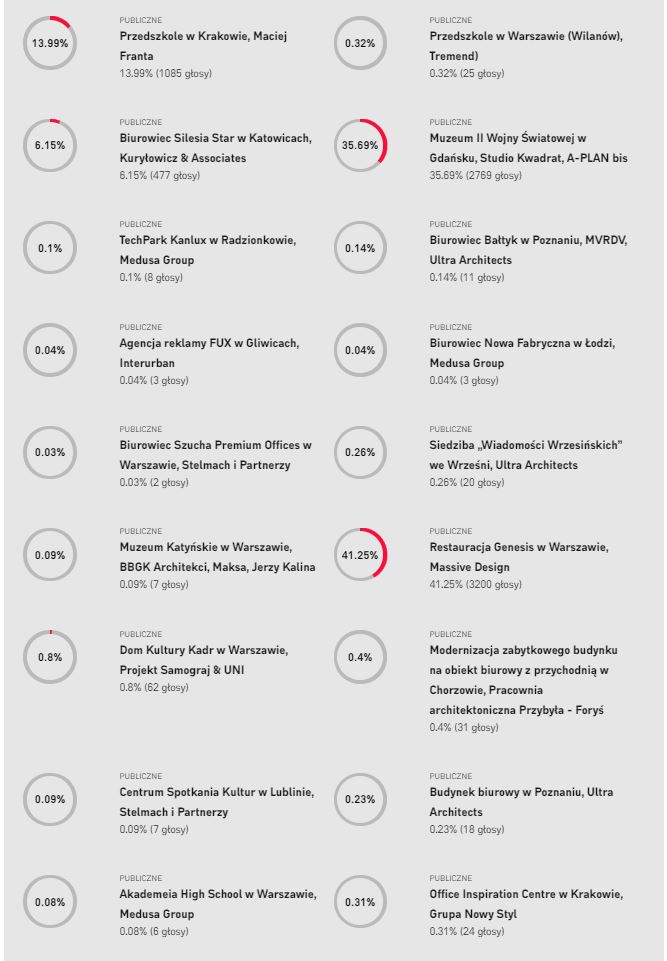 13.99%
PUBLICZNE
Przedszkole w Krakowie, Maciej
Franta
13.99% (1085 głosy)
0.32%
PUBLICZNE
Przedszkole w Warszawie (Wilanów),
Tremend)
0.32% (25 głosy)
6.15%
PUBLICZNE
Biurowiec Silesia Star w Katowicach,
Kuryłowicz & Associates
6.15% (477 głosy)
35.69%
PUBLICZNE
Muzeum II Wojny Światowej w
Gdańsku, Studio Kwadrat, A-PLAN bis
35.69% (2769 głosy)
0.1%
PUBLICZNE
TechPark Kanlux w Radzionkowie,
Medusa Group
0.1% (8 głosy)
0.14%
PUBLICZNE
Biurowiec Bałtyk w Poznaniu, MVRDV,
Ultra Architects
0.14% (11 głosy)
0.04%
PUBLICZNE
Agencja reklamy FUX w Gliwicach,
Interurban
0.04% (3 głosy)
0.04%
PUBLICZNE
Biurowiec Nowa Fabryczna w Łodzi,
Medusa Group
0.04% (3 głosy)
0.03%
PUBLICZNE
Biurowiec Szucha Premium Offices w
Warszawie, Stelmach i Partnerzy
0.03% (2 głosy)
0.26%
PUBLICZNE
Siedziba „Wiadomości Wrzesińskich”
we Wrześni, Ultra Architects
0.26% (20 głosy)
0.09%
PUBLICZNE
Muzeum Katyńskie w Warszawie,
BBGK Architekci, Maksa, Jerzy Kalina
0.09% (7 głosy)
41.25%
PUBLICZNE
Restauracja Genesis w Warszawie,
Massive Design
41.25% (3200 głosy)
0.8%
PUBLICZNE
Dom Kultury Kadr w Warszawie,
Projekt Samograj & UNI
0.8% (62 głosy)
0.4%
PUBLICZNE
Modernizacja zabytkowego budynku
na obiekt biurowy z przychodnią w
Chorzowie, Pracownia
architektoniczna Przybyła - Foryś
0.4% (31 głosy)
0.09%
PUBLICZNE
Centrum Spotkania Kultur w Lublinie,
Stelmach i Partnerzy
0.09% (7 głosy)
0.23%
PUBLICZNE
Budynek biurowy w Poznaniu, Ultra
Architects
0.23% (18 głosy)
0.08%
PUBLICZNE
Akademeia High School w Warszawie,
Medusa Group
0.08% (6 głosy)
0.31%
PUBLICZNE
Office Inspiration Centre w Krakowie,
Grupa Nowy Styl
0.31% (24 głosy)